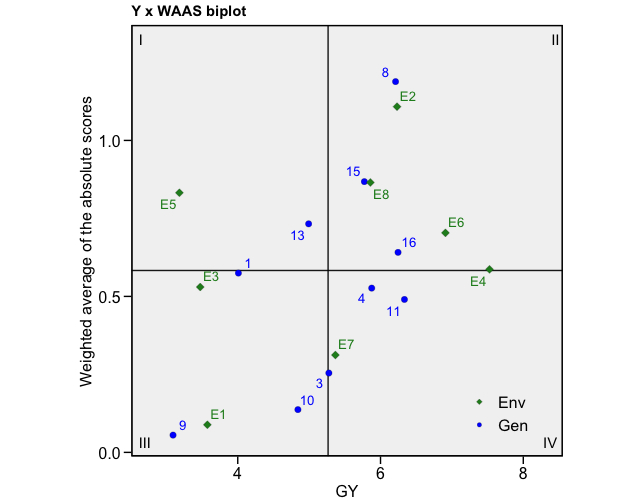 Y x WAAS biplot
I
II
8
E2
1.0
15
E8
E5
E6
13
16
1
E3
E4
4
11
0.5
E7
3
10
E1
9
Env
Gen
III
IV
0.0
4
6
8
GY
Weighted average of the absolute scores